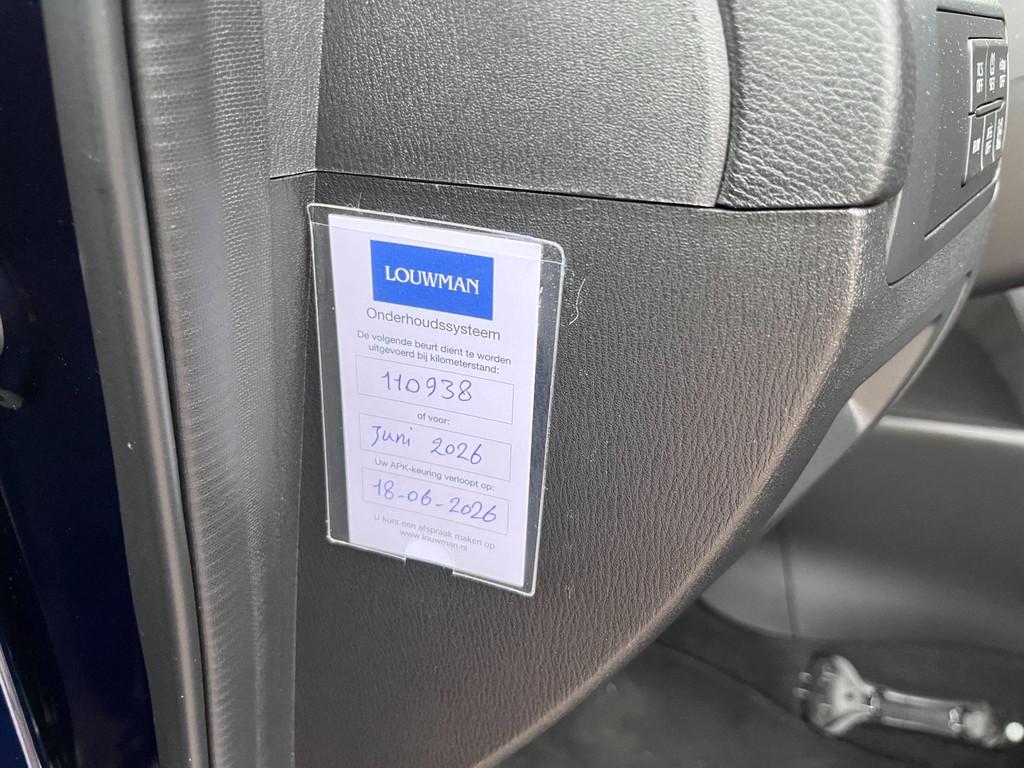 LOUWMAN
Onderhoudssysteem
De volgende beurt dient te worden
uitgevoerd bij kilometerstand:
110938
of voor:
Juni 2026
Uw APK-keuring verloopt op:
18-06-2026
U kunt een afspraak maken op
www.louwman.nl